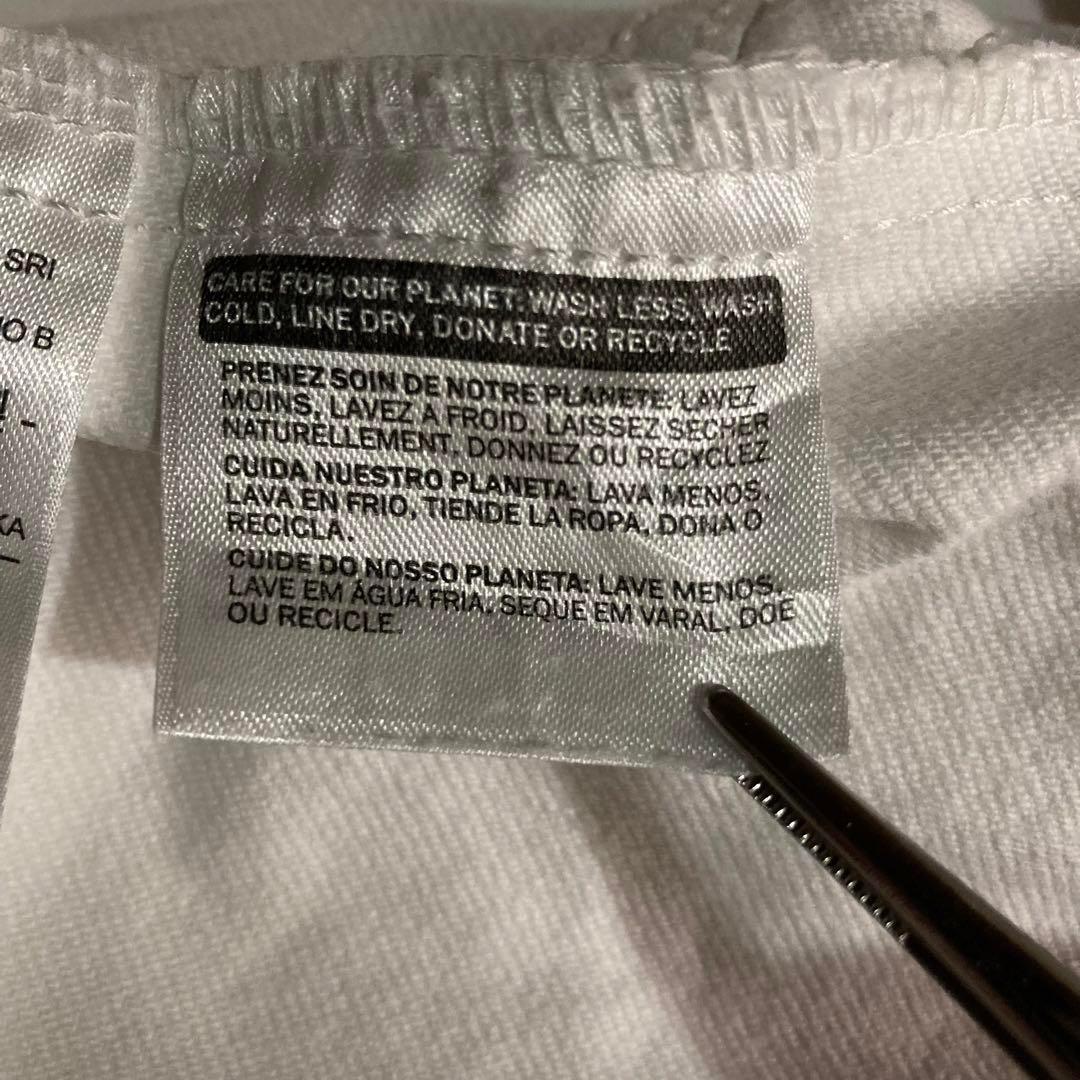 SRI
O B
!
-
KA
–
CARE FOR OUR PLANET: WASH LESS, WASH
COLD, LINE DRY, DONATE OR RECYCLE
PRENEZ SOIN DE NOTRE PLANETE: LAVEZ
MOINS, LAVEZ A FROID. LAISSEZ SECHER
NATURELLEMENT, DONNEZ OU RECYCLEZ
CUIDA NUESTRO PLANETA: LAVA MENOS,
LAVA EN FRIO, TIENDE LA ROPA, DONA O
RECICLA.
CUIDE DO NOSSO PLANETA: LAVE MENOS,
LAVE EM ÁGUA FRIA, SEQUE EM VARAL, DOE
OU RECICLE.